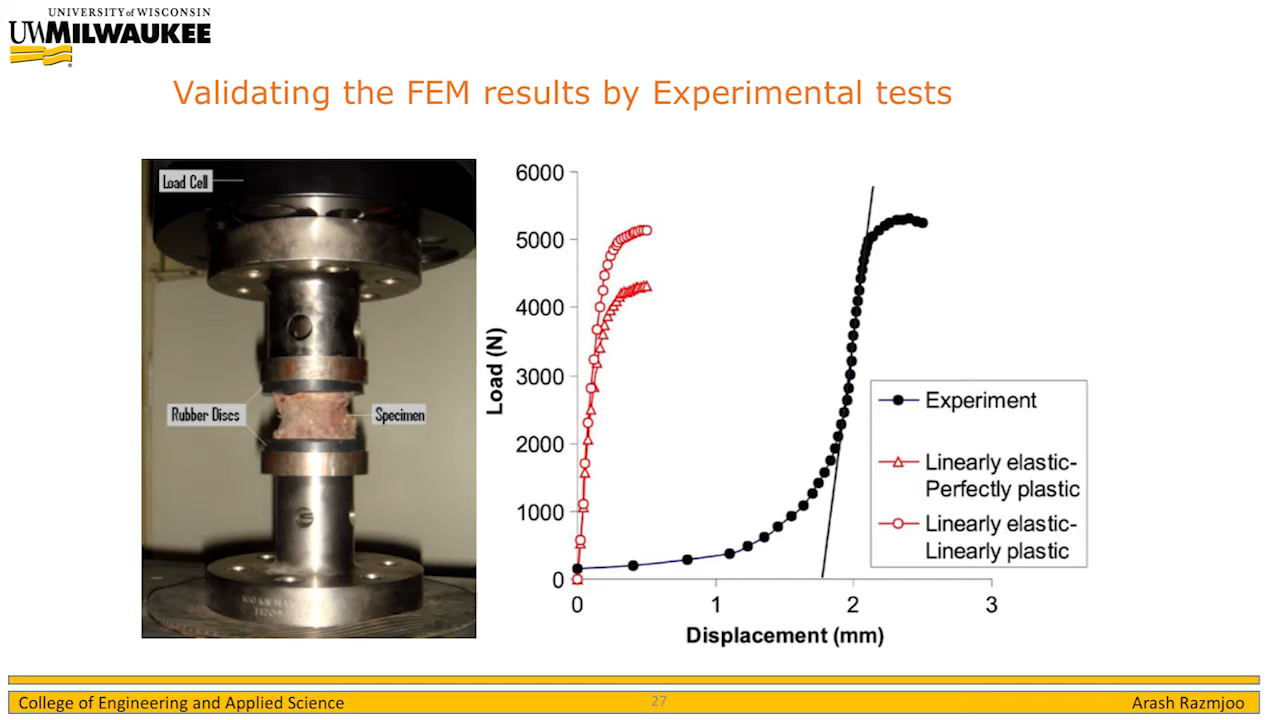 UNIVERSITY of WISCONSIN
UWMILWAUKEE
Validating the FEM results by Experimental tests
Load Cell
Rubber Discs
Specimen
6000
5000
4000
3000
2000
1000
0
Load (N)
0
1
2
3
Displacement (mm)
Experiment
Linearly elastic-
Perfectly plastic
Linearly elastic-
Linearly plastic
College of Engineering and Applied Science
27
Arash Razmjoo